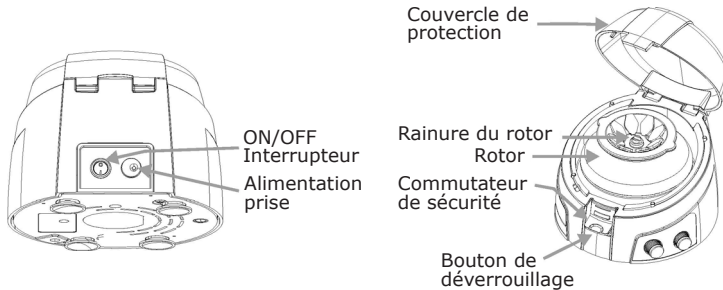 ON/OFF
Interrupteur
Alimentation
prise
Couvercle de
protection
Rainure du rotor
Rotor
Commutateur
de sécurité
Bouton de
déverrouillage